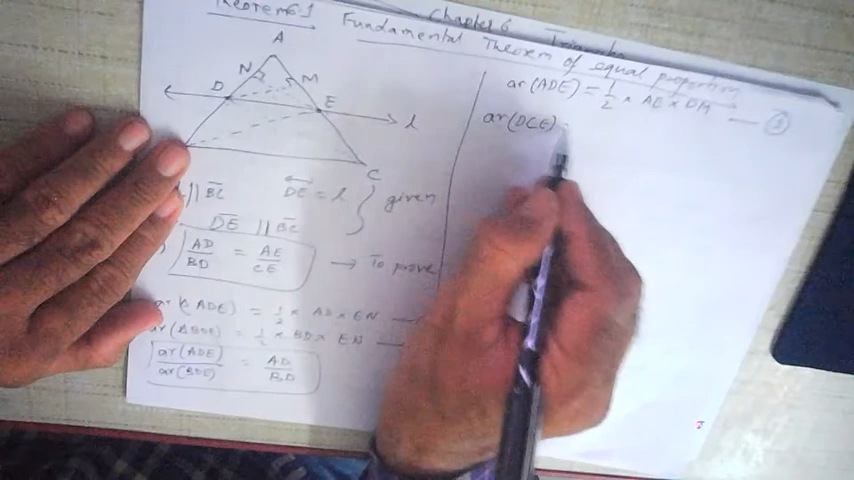 Theorem 6.1
Chapter 6
Fundamental Theorem of equal proportion
A
N
M
D
E
l
C
|| BC
DE = l
given
DE || BC
AD/BD = AE/CE → To prove
ar(ADE) = 1/2 × AD × EN
ar(BDE) = 1/2 × BD × EN
ar(ADE)/ar(BDE) = AD/BD
ar(ADE) = 1/2 × AE × DM
ar(DCE) =